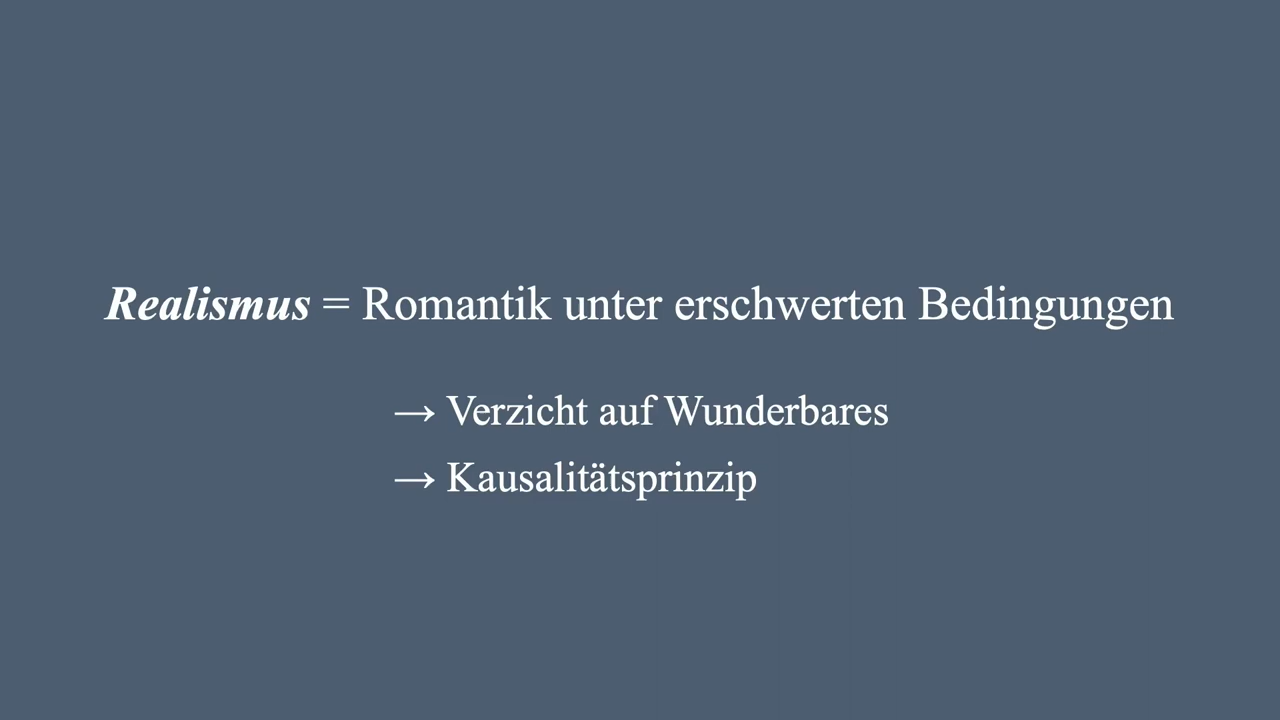 Realismus = Romantik unter erschwerten Bedingungen
→ Verzicht auf Wunderbares
→ Kausalitätsprinzip